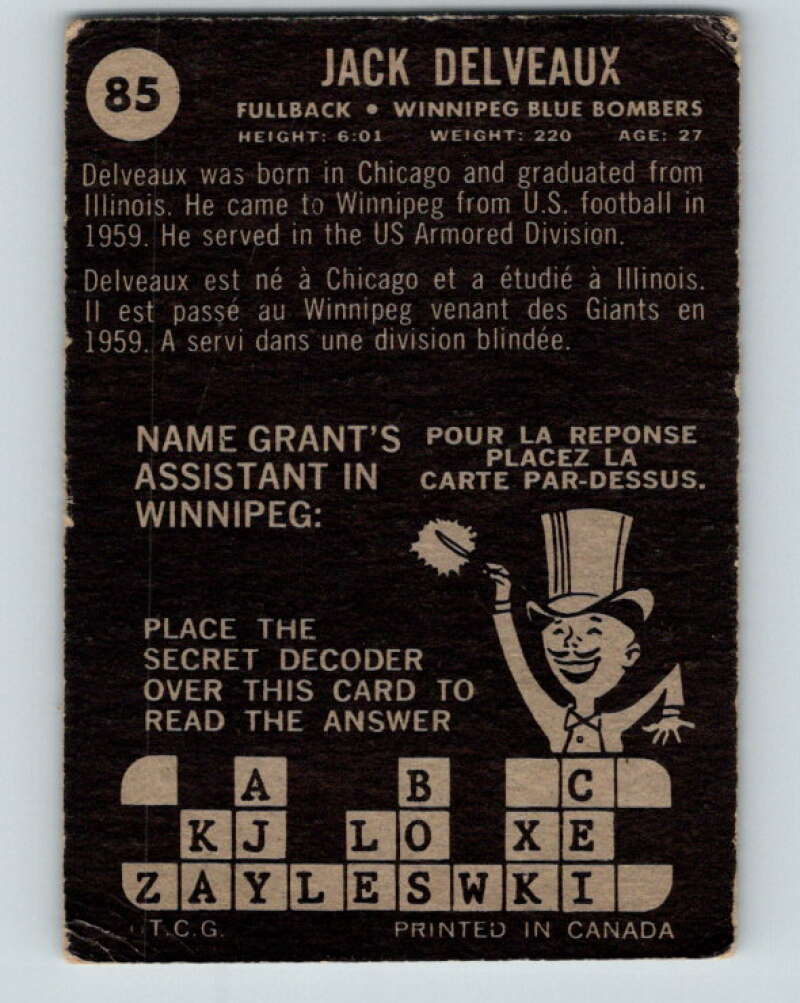 85
JACK DELVEAUX
FULLBACK • WINNIPEG BLUE BOMBERS
HEIGHT: 6:01 WEIGHT: 220 AGE: 27
Delveaux was born in Chicago and graduated from
Illinois. He came to Winnipeg from U.S. football in
1959. He served in the US Armored Division.
Delveaux est né à Chicago et a étudié à Illinois.
Il est passé au Winnipeg venant des Giants en
1959. A servi dans une division blindée.
NAME GRANT'S
ASSISTANT IN
WINNIPEG:
POUR LA REPONSE
PLACEZ LA
CARTE PAR-DESSUS.
PLACE THE
SECRET DECODER
OVER THIS CARD TO
READ THE ANSWER
A B C
K J L O X E
Z A Y L E S W K I
T.C.G. PRINTED IN CANADA